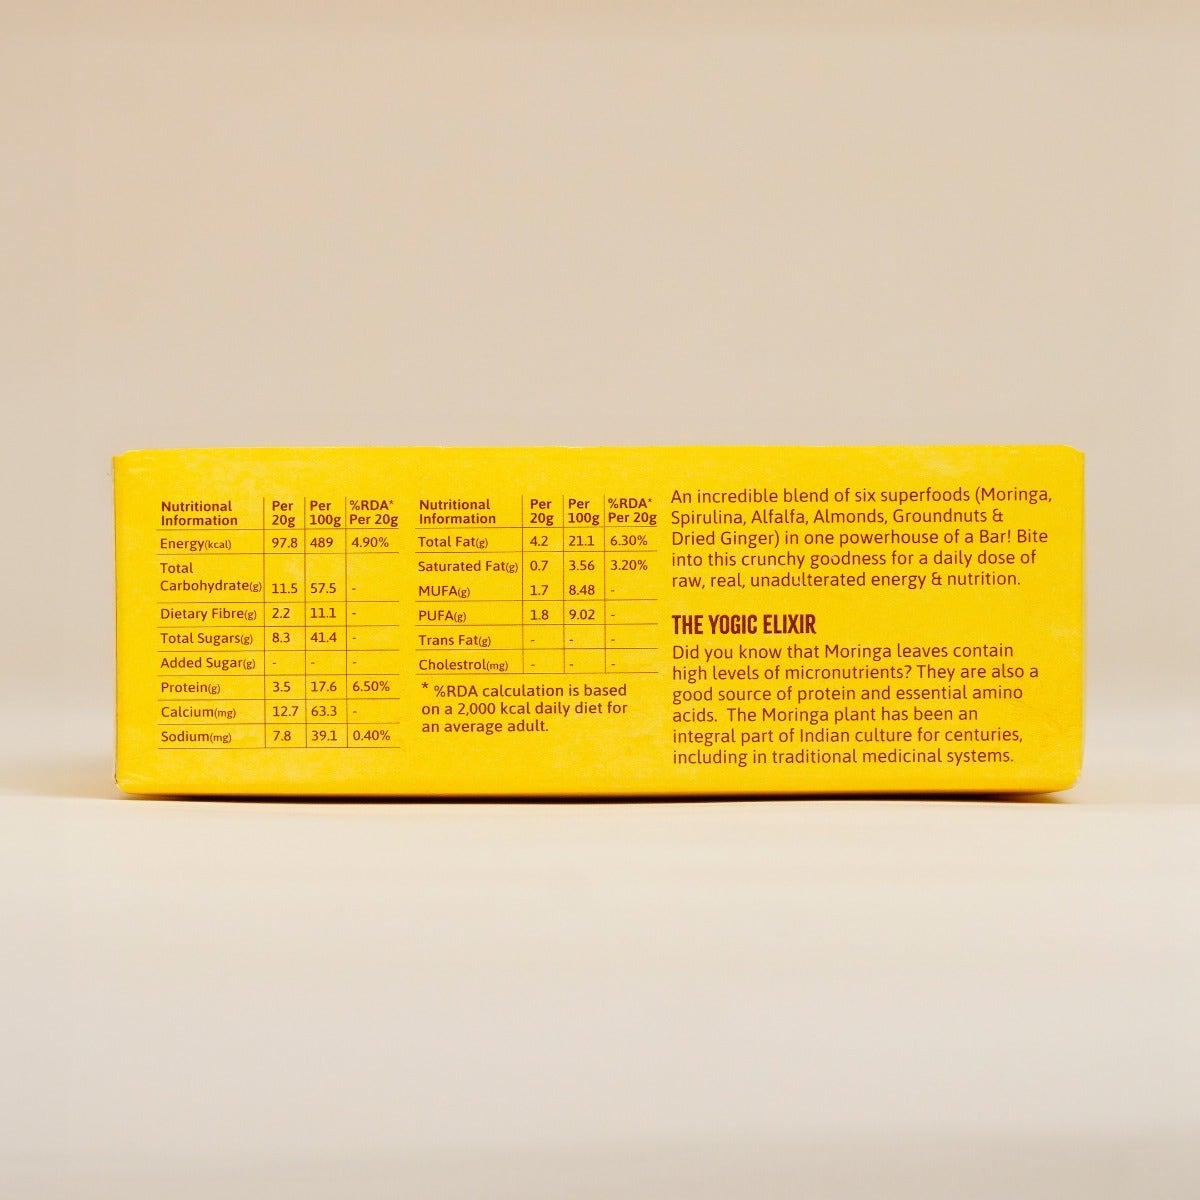 Nutritional Information Per 20g Per 100g %RDA* Per 20g
Energy(kcal) 97.8 489 4.90%
Total
Carbohydrate(g) 11.5 57.5 -
Dietary Fibre(g) 2.2 11.1 -
Total Sugars(g) 8.3 41.4 -
Added Sugar(g) - - -
Protein(g) 3.5 17.6 6.50%
Calcium(mg) 12.7 63.3 -
Sodium(mg) 7.8 39.1 0.40%
Nutritional Information Per 20g Per 100g %RDA* Per 20g
Total Fat(g) 4.2 21.1 6.30%
Saturated Fat(g) 0.7 3.56 3.20%
MUFA(g) 1.7 8.48 -
PUFA(g) 1.8 9.02 -
Trans Fat(g) - - -
Cholestrol(mg) - - -
* %RDA calculation is based
on a 2,000 kcal daily diet for
an average adult.
An incredible blend of six superfoods (Moringa,
Spirulina, Alfalfa, Almonds, Groundnuts &
Dried Ginger) in one powerhouse of a Bar! Bite
into this crunchy goodness for a daily dose of
raw, real, unadulterated energy & nutrition.
THE YOGIC ELIXIR
Did you know that Moringa leaves contain
high levels of micronutrients? They are also a
good source of protein and essential amino
acids. The Moringa plant has been an
integral part of Indian culture for centuries,
including in traditional medicinal systems.